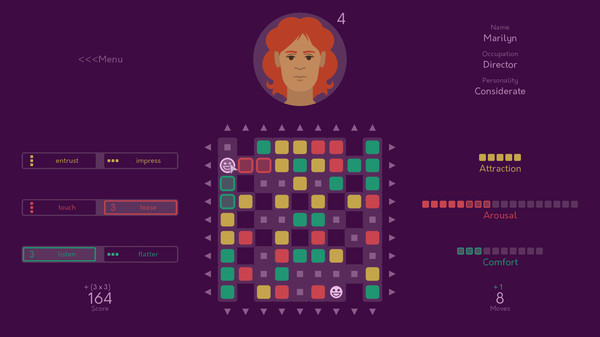 4
<<<Menu
Name
Marilyn
Occupation
Director
Personality
Considerate
entrust
impress
touch
3 tease
3 listen
flatter
Attraction
Arousal
Comfort
+ (3 x 3)
164
Score
+ 1
8
Moves